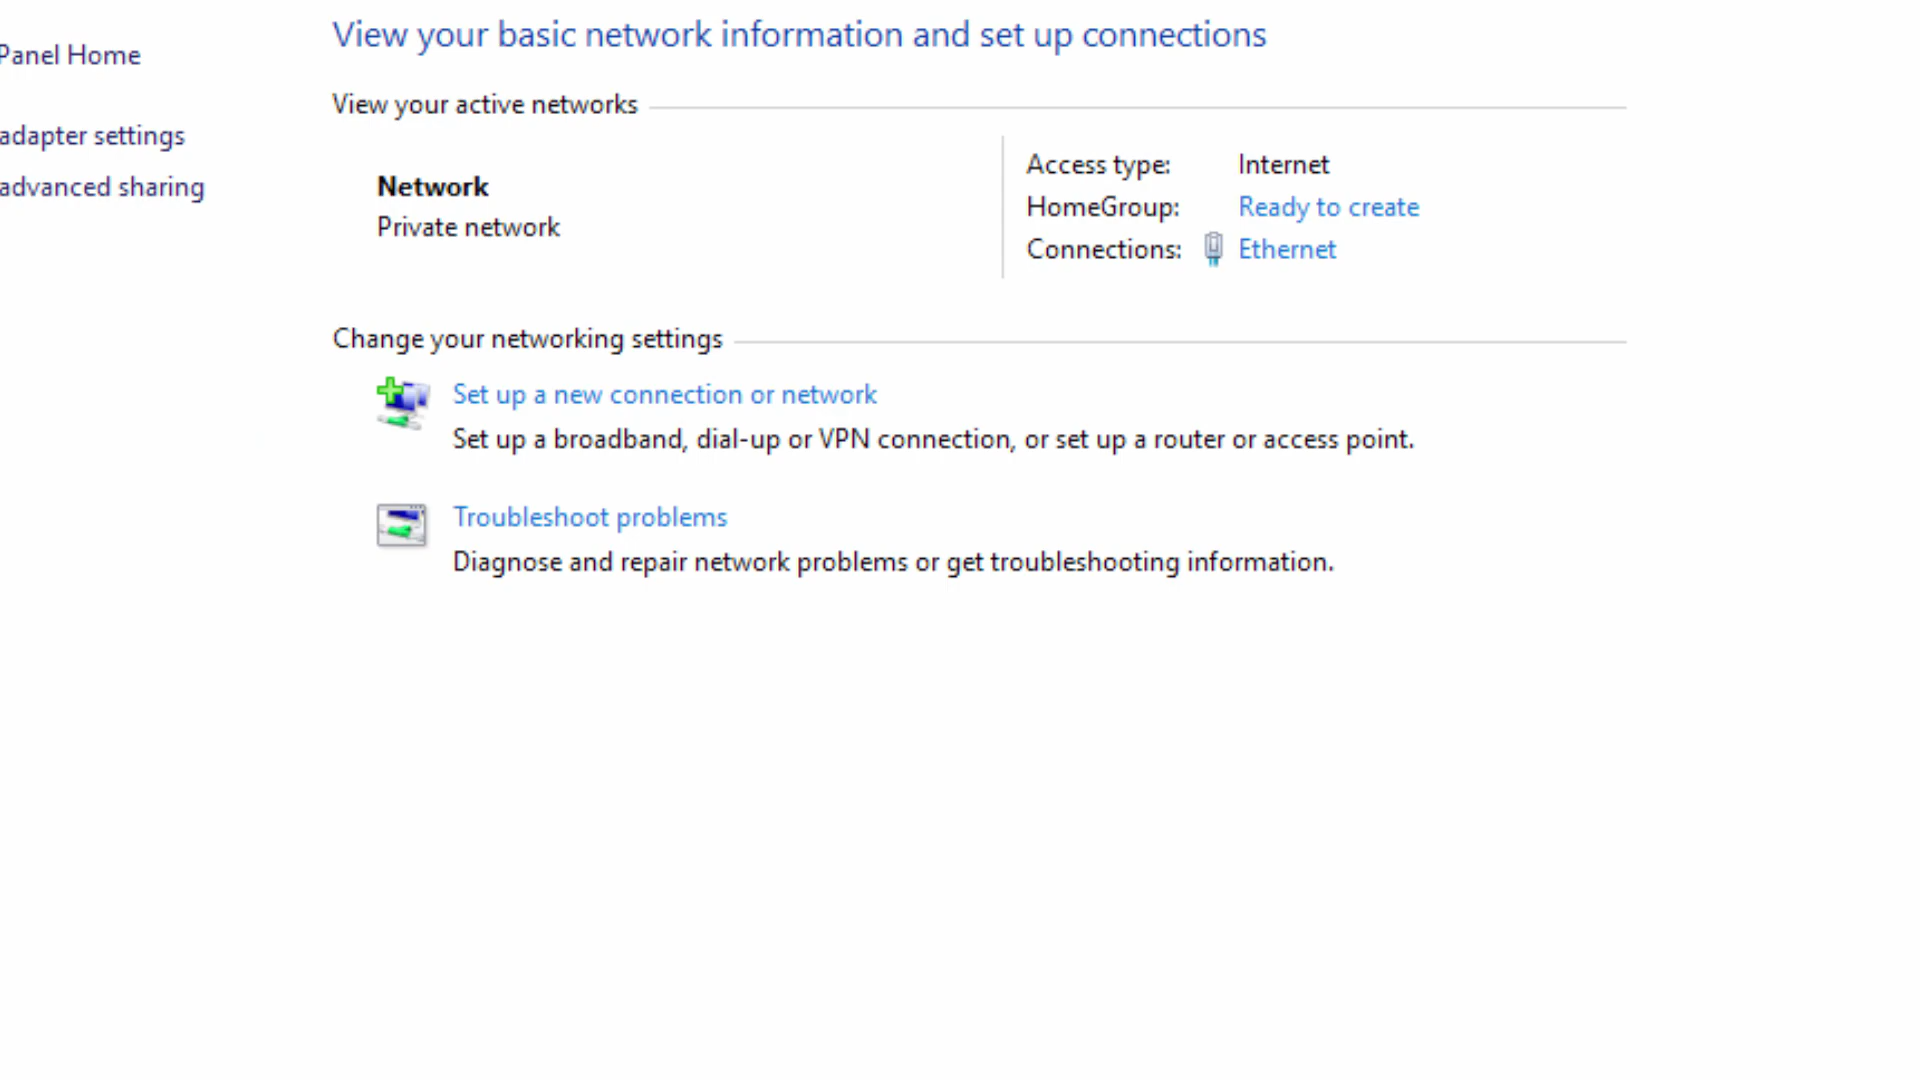 View your basic network information and set up connections
Panel Home
View your active networks
adapter settings
Access type: Internet
Network
advanced sharing
HomeGroup: Ready to create
Private network
Connections: Ethernet
Change your networking settings
Set up a new connection or network
Set up a broadband, dial-up or VPN connection, or set up a router or access point.
Troubleshoot problems
Diagnose and repair network problems or get troubleshooting information.